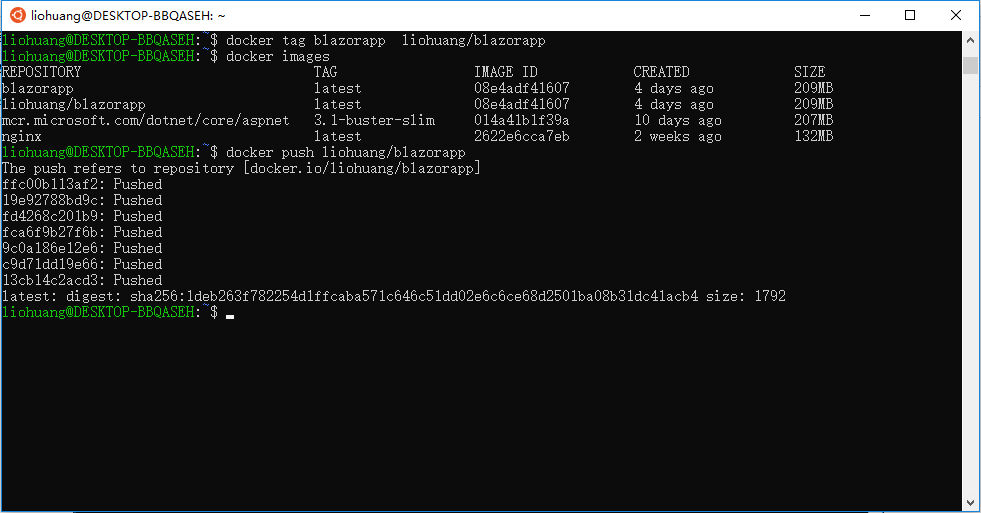 liohuang@DESKTOP-BBQASEH: ~
liohuang@DESKTOP-BBQASEH:~$ docker tag blazorapp  liohuang/blazorapp
liohuang@DESKTOP-BBQASEH:~$ docker images
REPOSITORY TAG IMAGE ID CREATED SIZE
blazorapp latest 08e4adf41607 4 days ago 209MB
liohuang/blazorapp latest 08e4adf41607 4 days ago 209MB
mcr.microsoft.com/dotnet/core/aspnet 3.1-buster-slim 014a41b1f39a 10 days ago 207MB
nginx latest 2622e6cca7eb 2 weeks ago 132MB
liohuang@DESKTOP-BBQASEH:~$ docker push liohuang/blazorapp
The push refers to repository [docker.io/liohuang/blazorapp]
ffc00b113af2: Pushed
19e92788bd9c: Pushed
fd4268c201b9: Pushed
fca6f9b27f6b: Pushed
9c0a186e12e6: Pushed
c9d71dd19e66: Pushed
13cb14c2acd3: Pushed
latest: digest: sha256:1deb263f782254d1ffcaba571c646c51dd02e6c6ce68d2501ba08b31dc41acb4 size: 1792
liohuang@DESKTOP-BBQASEH:~$